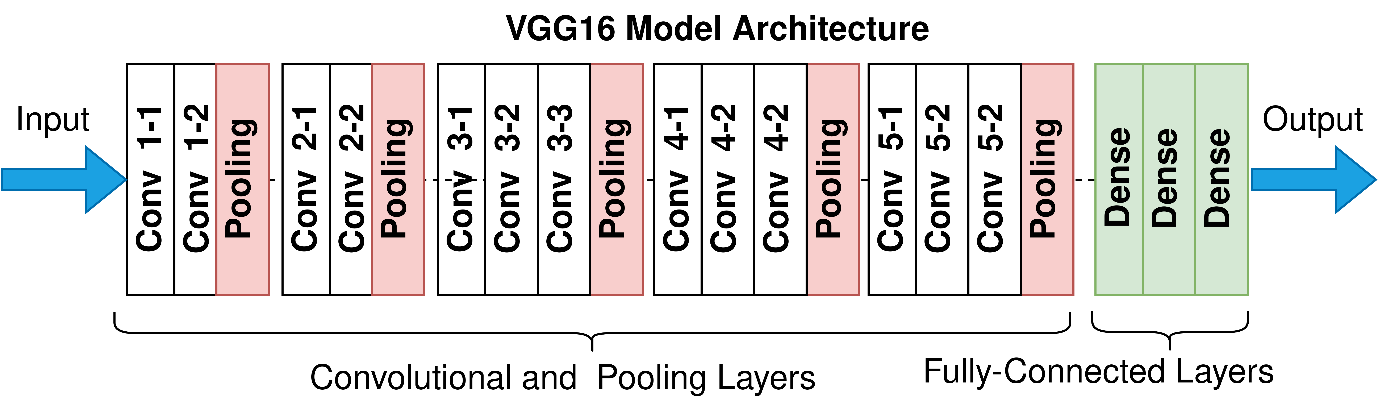 VGG16 Model Architecture
Input
Conv 1-1
Conv 1-2
Pooling
Conv 2-1
Conv 2-2
Pooling
Conv 3-1
Conv 3-2
Conv 3-3
Pooling
Conv 4-1
Conv 4-2
Conv 4-2
Pooling
Conv 5-1
Conv 5-2
Conv 5-2
Pooling
Dense
Dense
Dense
Output
Convolutional and Pooling Layers
Fully-Connected Layers